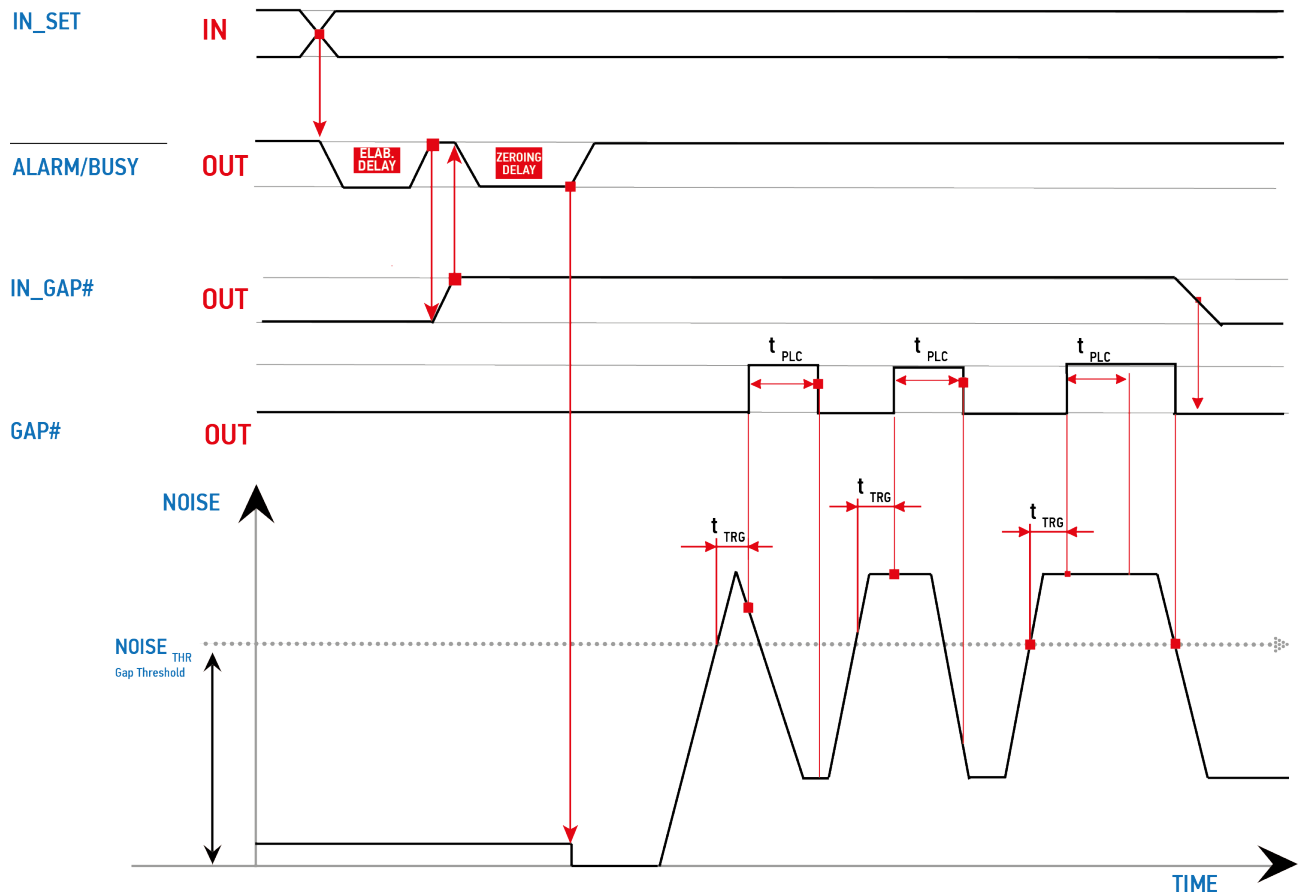 IN_SET
IN
ALARM/BUSY
OUT
ELAB.
DELAY
ZEROING
DELAY
IN_GAP#
OUT
t PLC
t PLC
t PLC
GAP#
OUT
NOISE
t TRG
t TRG
t TRG
NOISE THR
Gap Threshold
TIME